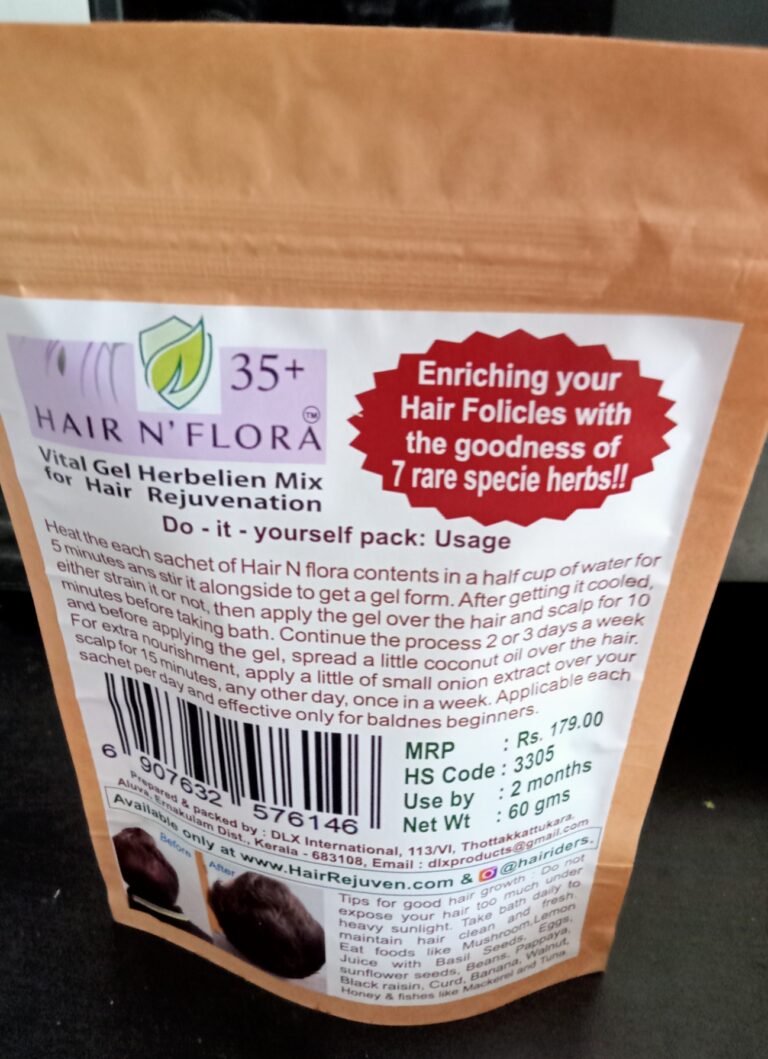 35+
HAIR N' FLORA™
Vital Gel Herbelien Mix
for Hair Rejuvenation
Enriching your
Hair Folicles with
the goodness of
7 rare specie herbs!!
Do - it - yourself pack: Usage
Heat the each sachet of Hair N flora contents in a half cup of water for
5 minutes ans stir it alongside to get a gel form. After getting it cooled,
either strain it or not, then apply the gel over the hair and scalp for 10
minutes before taking bath. Continue the process 2 or 3 days a week
and before applying the gel, spread a little coconut oil over the hair.
For extra nourishment, apply a little of small onion extract over your
scalp for 15 minutes, any other day, once in a week. Applicable each
sachet per day and effective only for baldnes beginners.
6 907632 576146
MRP : Rs. 179.00
HS Code : 3305
Use by : 2 months
Net Wt : 60 gms
Prepared & packed by : DLX International, 113/VI, Thottakkattukara,
Aluva, Ernakulam Dist., Kerala - 683108, Email : dlxproducts@gmail.com
Available only at www.HairRejuven.com & @hairiders.
Before
After
Tips for good hair growth : Do not
expose your hair too much under
heavy sunlight. Take bath daily to
maintain hair clean and fresh.
Eat foods like Mushroom, Lemon
Juice with Basil Seeds, Eggs,
sunflower seeds, Beans, Pappaya,
Black raisin, Curd, Banana, Walnut,
Honey & fishes like Mackerel and Tuna